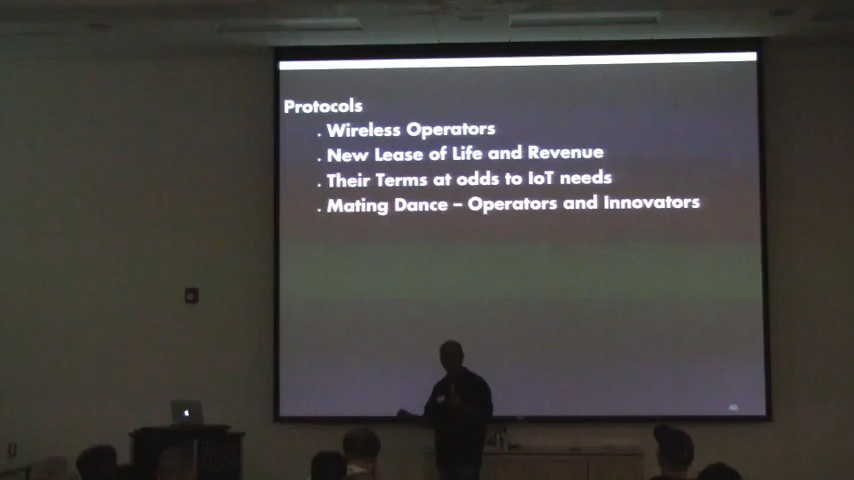 Protocols
. Wireless Operators
. New Lease of Life and Revenue
. Their Terms at odds to IoT needs
. Mating Dance – Operators and Innovators